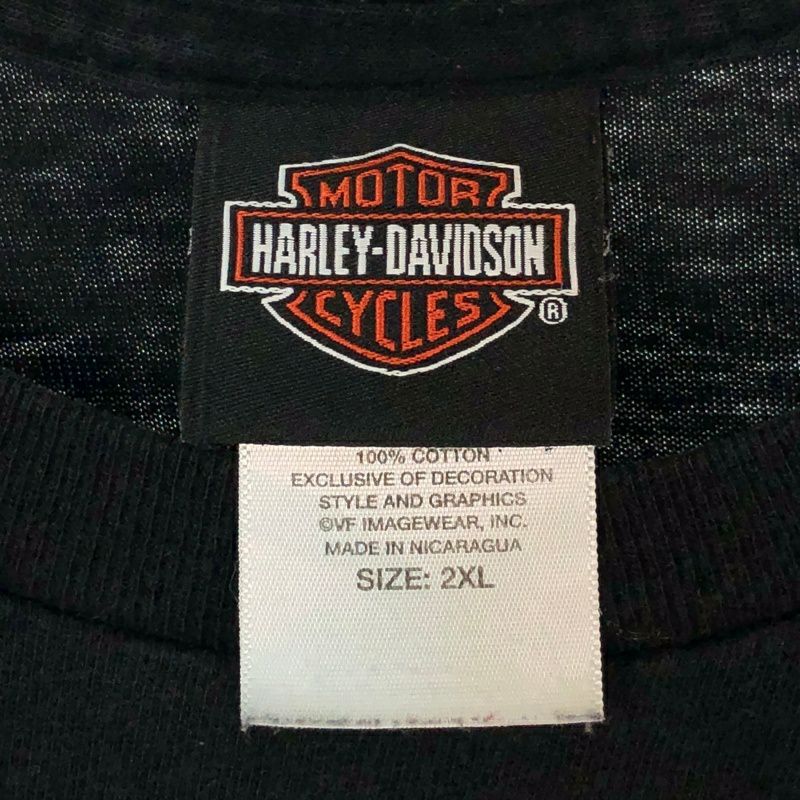 MOTOR
HARLEY-DAVIDSON
CYCLES
®
100% COTTON
EXCLUSIVE OF DECORATION
STYLE AND GRAPHICS
©VF IMAGEWEAR, INC.
MADE IN NICARAGUA
SIZE: 2XL